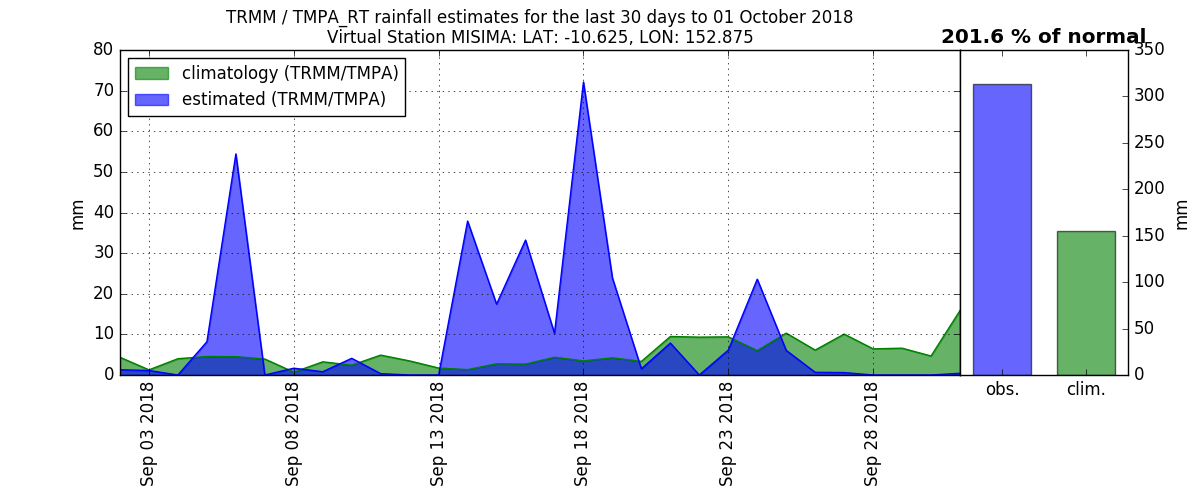 TRMM / TMPA_RT rainfall estimates for the last 30 days to 01 October 2018
Virtual Station MISIMA: LAT: -10.625, LON: 152.875
201.6 % of normal
climatology (TRMM/TMPA)
estimated (TRMM/TMPA)
80
70
60
50
40
30
20
10
0
mm
Sep 03 2018
Sep 08 2018
Sep 13 2018
Sep 18 2018
Sep 23 2018
Sep 28 2018
350
300
250
200
150
100
50
0
mm
obs.
clim.